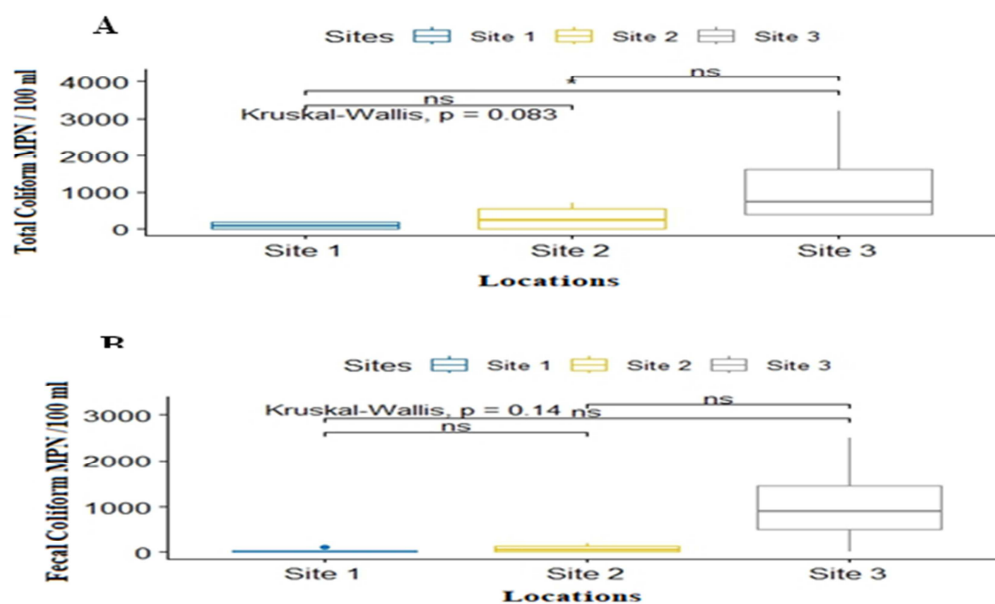 A
Sites Site 1 Site 2 Site 3
Total Coliform MPN / 100 ml
4000
3000
2000
1000
0
ns
*
ns
Kruskal-Wallis, p = 0.083
Site 1 Site 2 Site 3
Locations
B
Sites Site 1 Site 2 Site 3
Fecal Coliform MPN /100 ml
3000
2000
1000
0
ns
Kruskal-Wallis, p = 0.14 ns
ns
Site 1 Site 2 Site 3
Locations